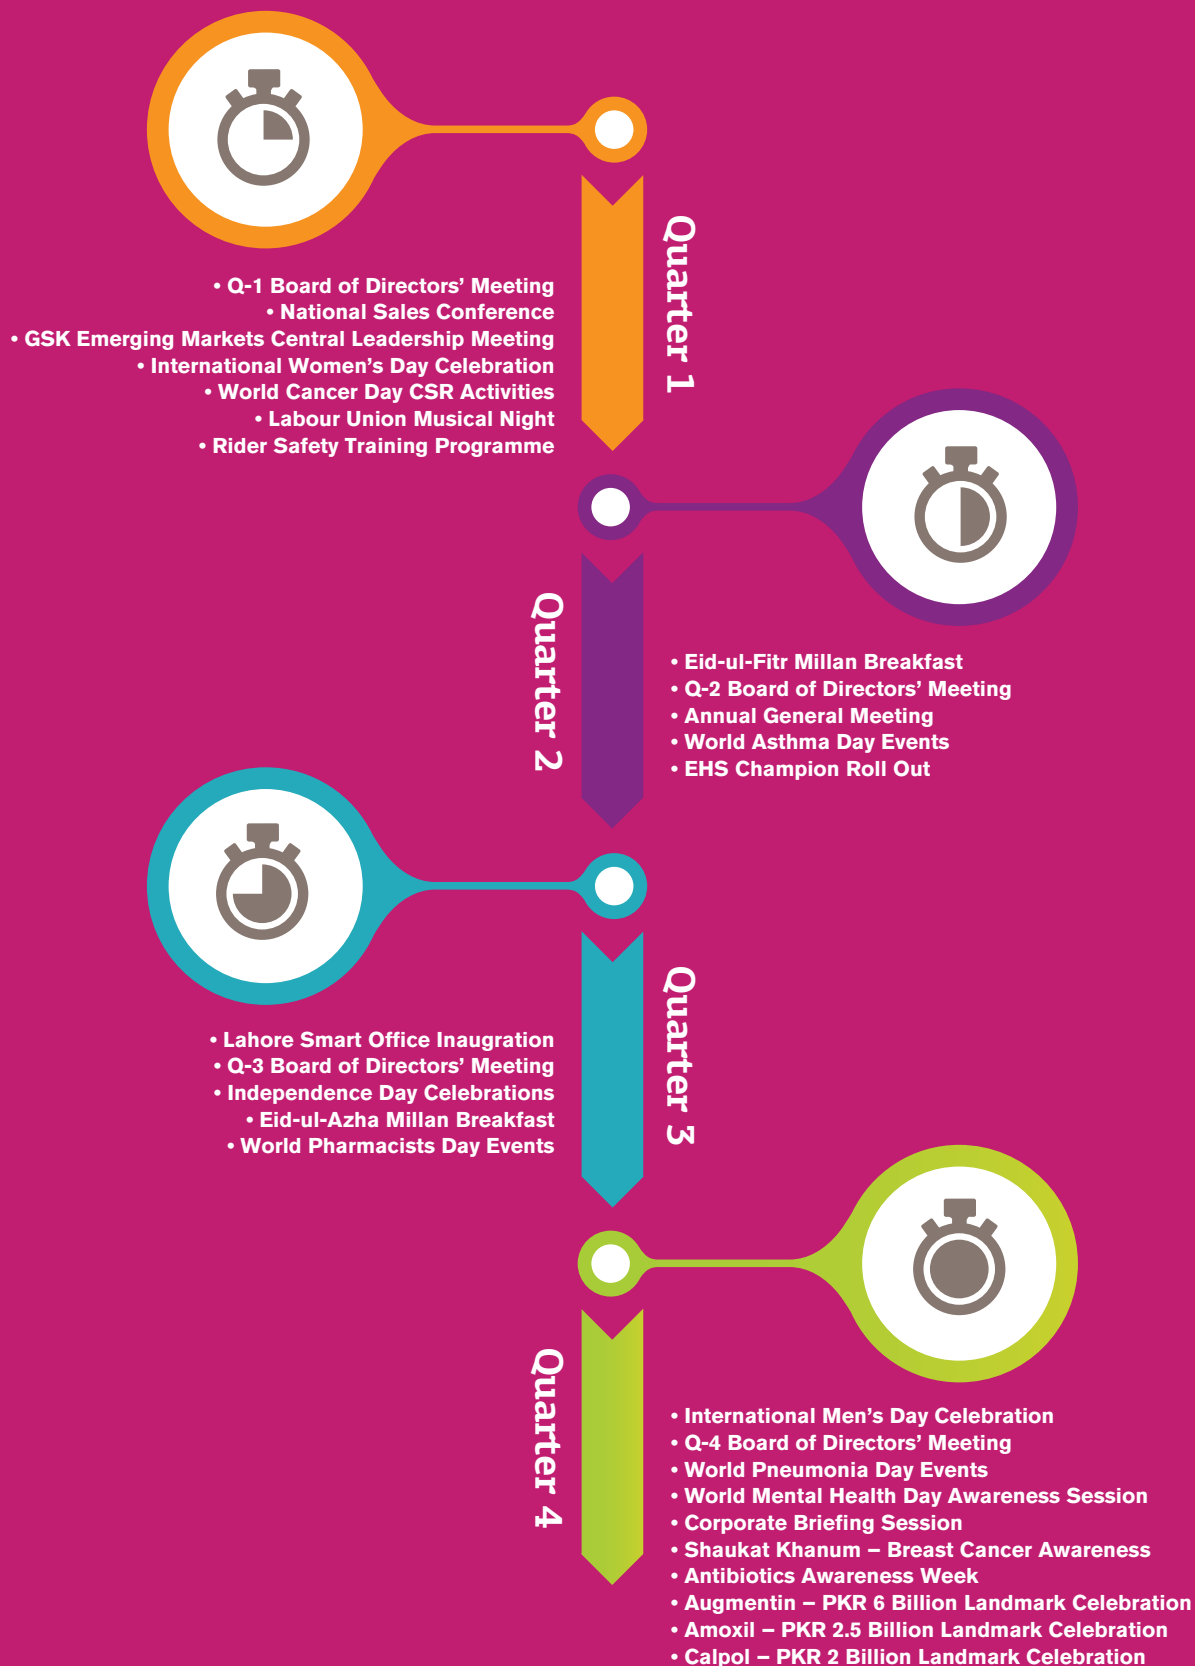 Quarter 1
• Q-1 Board of Directors’ Meeting
• National Sales Conference
• GSK Emerging Markets Central Leadership Meeting
• International Women’s Day Celebration
• World Cancer Day CSR Activities
• Labour Union Musical Night
• Rider Safety Training Programme
Quarter 2
• Eid-ul-Fitr Millan Breakfast
• Q-2 Board of Directors’ Meeting
• Annual General Meeting
• World Asthma Day Events
• EHS Champion Roll Out
Quarter 3
• Lahore Smart Office Inaugration
• Q-3 Board of Directors’ Meeting
• Independence Day Celebrations
• Eid-ul-Azha Millan Breakfast
• World Pharmacists Day Events
Quarter 4
• International Men’s Day Celebration
• Q-4 Board of Directors’ Meeting
• World Pneumonia Day Events
• World Mental Health Day Awareness Session
• Corporate Briefing Session
• Shaukat Khanum – Breast Cancer Awareness
• Antibiotics Awareness Week
• Augmentin – PKR 6 Billion Landmark Celebration
• Amoxil – PKR 2.5 Billion Landmark Celebration
• Calpol – PKR 2 Billion Landmark Celebration